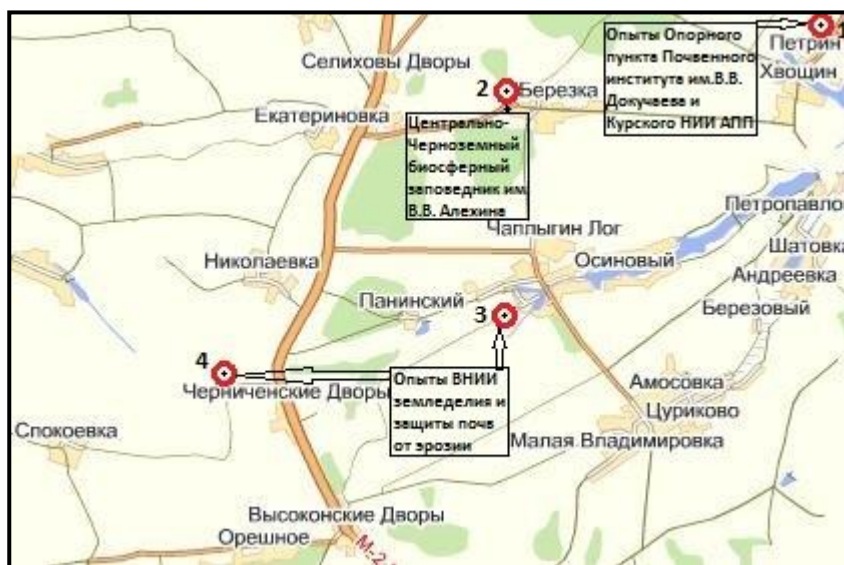 Опыты Опорного
пункта Почвенного
института им.В.В.
Докучаева и
Курского НИИ АПП
1
Петрин
Хвощин
Селиховы Дворы
2
Березка
Екатериновка
Центрально-
Черноземный
биосферный
заповедник им.
В.В. Алехина
Петропавло
Чаплыгин Лог
Шатовка
Николаевка
Осиновый
Андреевка
Панинский
Березовый
3
4
Черниченские Дворы
Опыты ВНИИ
земледелия и
защиты почв
от эрозии
Амосовка
Цуриково
Спокоевка
Малая Владимировка
Высоконские Дворы
Орешное
М-2